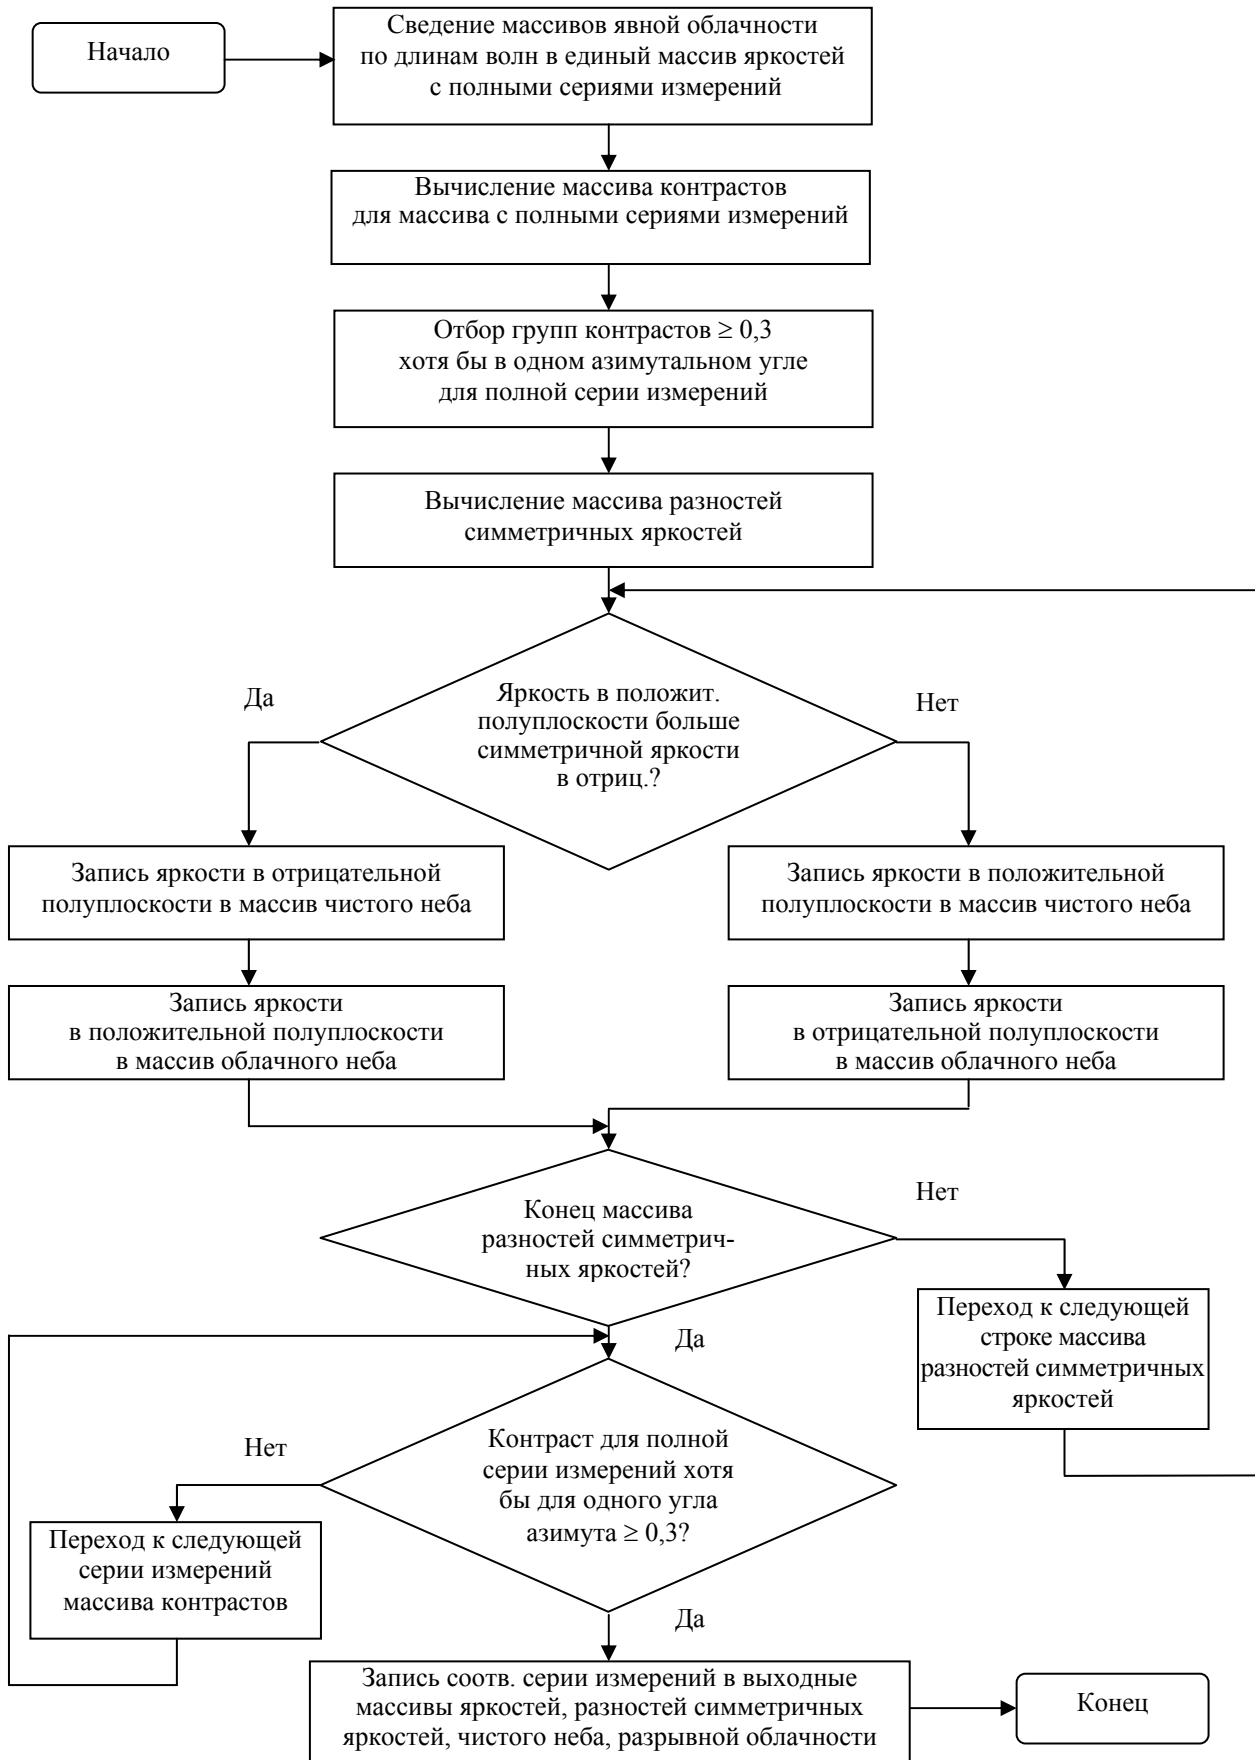 Начало
Сведение массивов явной облачности
по длинам волн в единый массив яркостей
с полными сериями измерений
Вычисление массива контрастов
для массива с полными сериями измерений
Отбор групп контрастов ≥ 0,3
хотя бы в одном азимутальном угле
для полной серии измерений
Вычисление массива разностей
симметричных яркостей
Да
Яркость в положит.
полуплоскости больше
симметричной яркости
в отриц.?
Нет
Запись яркости в отрицательной
полуплоскости в массив чистого неба
Запись яркости в положительной
полуплоскости в массив чистого неба
Запись яркости
в положительной полуплоскости
в массив облачного неба
Запись яркости
в отрицательной полуплоскости
в массив облачного неба
Конец массива
разностей симметрич-
ных яркостей?
Нет
Переход к следующей
строке массива
разностей симметричных
яркостей
Да
Нет
Контраст для полной
серии измерений хотя
бы для одного угла
азимута ≥ 0,3?
Переход к следующей
серии измерений
массива контрастов
Да
Запись соотв. серии измерений в выходные
массивы яркостей, разностей симметричных
яркостей, чистого неба, разрывной облачности
Конец